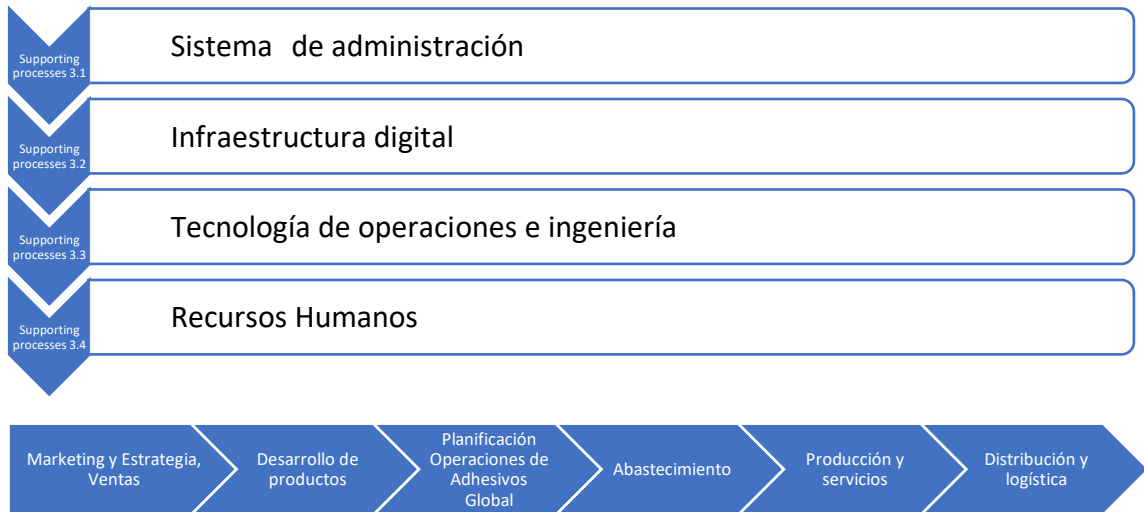 Supporting
processes 3.1
Sistema de administración
Supporting
processes 3.2
Infraestructura digital
Supporting
processes 3.3
Tecnología de operaciones e ingeniería
Supporting
processes 3.4
Recursos Humanos
Marketing y Estrategia,
Ventas
Desarrollo de
productos
Planificación
Operaciones de
Adhesivos
Global
Abastecimiento
Producción y
servicios
Distribución y
logística